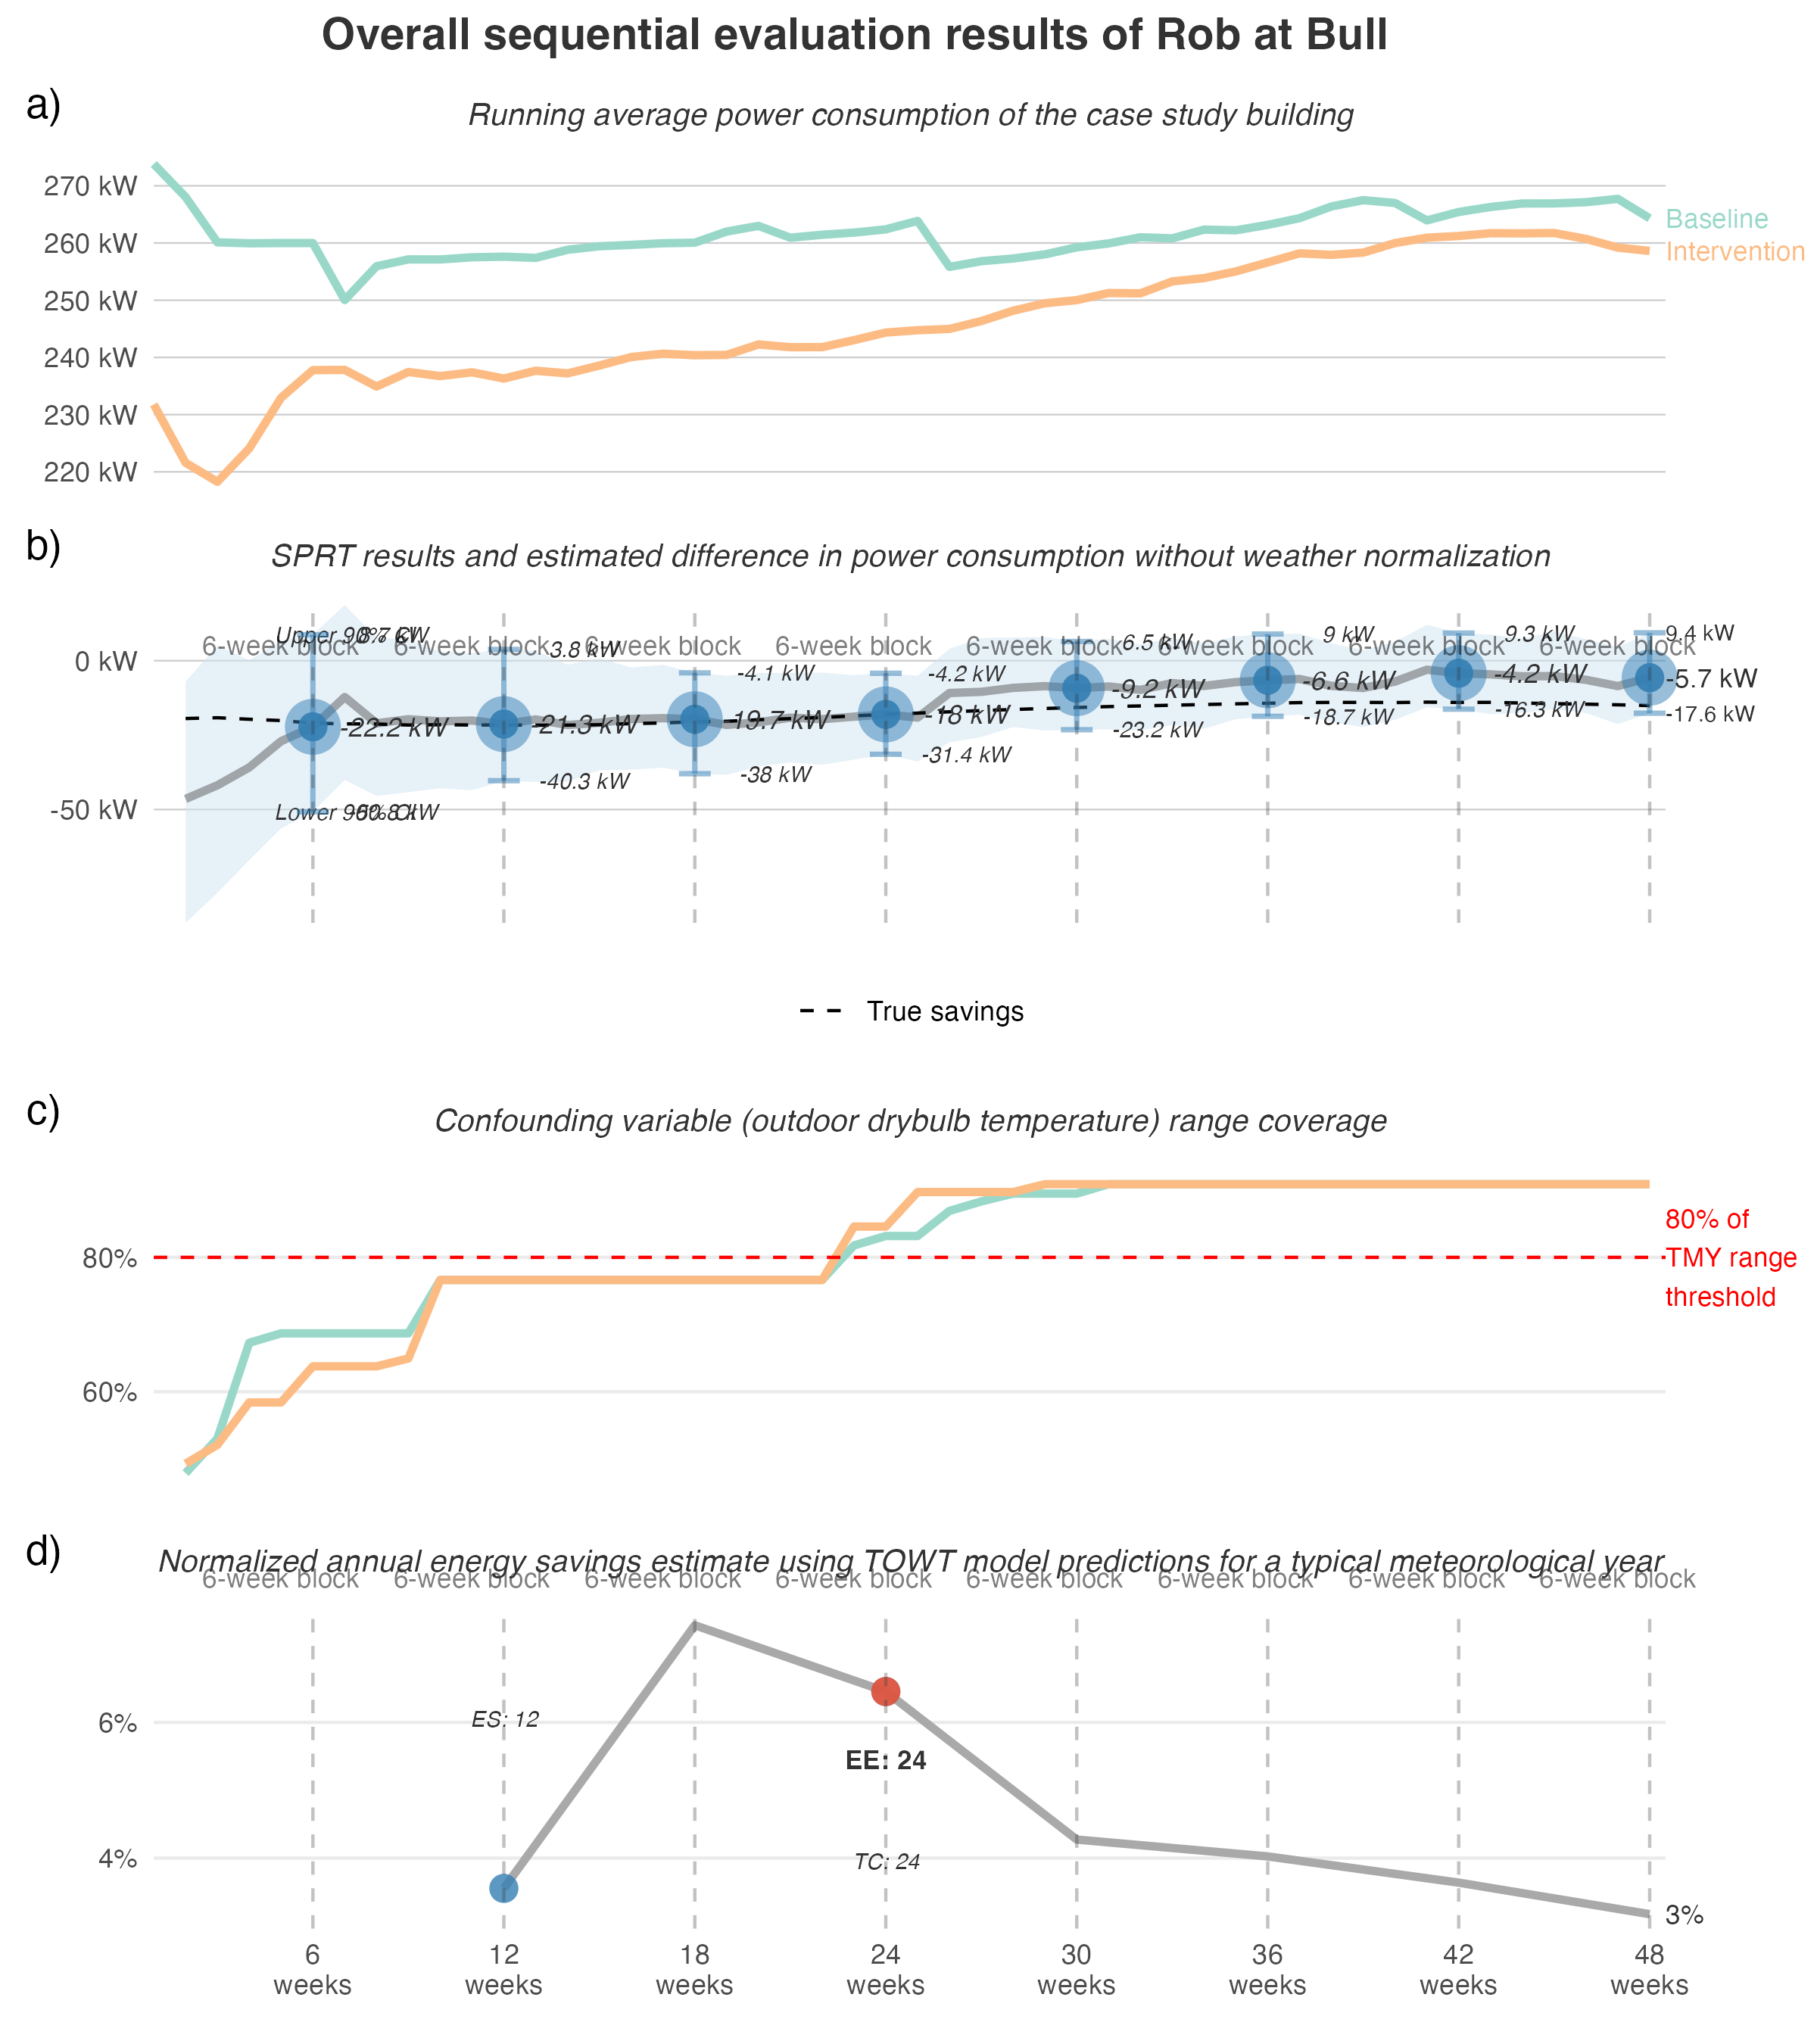 Overall sequential evaluation results of Rob at Bull
a)
Running average power consumption of the case study building
270 kW
260 kW
250 kW
240 kW
230 kW
220 kW
Baseline
Intervention
b)
SPRT results and estimated difference in power consumption without weather normalization
6-week block 6-week block 6-week block 6-week block 6-week block 6-week block 6-week block 6-week block
Upper 90% CI 3.8 kW -4.1 kW -4.2 kW 6.5 kW 9 kW 9.3 kW 9.4 kW
0 kW
-22.2 kW -21.3 kW -19.7 kW -18 kW -9.2 kW -6.6 kW -4.2 kW -5.7 kW
Lower 90% CI -40.3 kW -38 kW -31.4 kW -23.2 kW -18.7 kW -16.3 kW -17.6 kW
-50 kW
True savings
c)
Confounding variable (outdoor drybulb temperature) range coverage
80%
60%
80% of
TMY range
threshold
d)
Normalized annual energy savings estimate using TOWT model predictions for a typical meteorological year
6-week block 6-week block 6-week block 6-week block 6-week block 6-week block 6-week block 6-week block
6%
4%
ES: 12
EE: 24
TC: 24
3%
6 12 18 24 30 36 42 48
weeks weeks weeks weeks weeks weeks weeks weeks